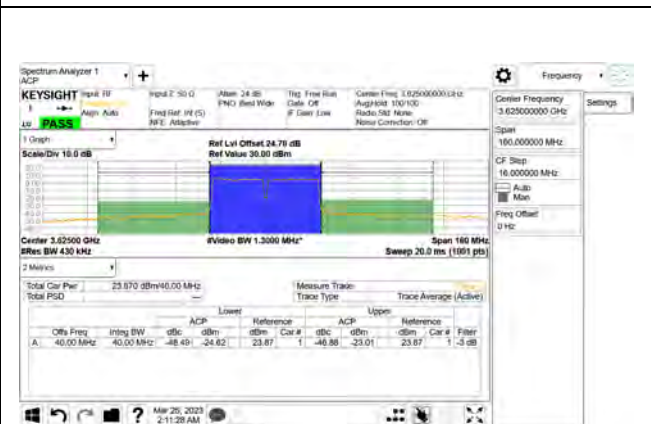 Spectrum Analyzer 1
ACP
+
Frequency
KEYSIGHT Input: RF
Align: Auto
Input Z: 50 Ω
Freq Ref: Int (S)
NFE: Adaptive
Atten: 24 dB
PNO: Best Wide
Trig: Free Run
Gate: Off
IF Gain: Low
Center Freq: 3.625000000 GHz
Avg|Hold: 100/100
Radio Std: None
Noise Correction: Off
PASS
Center Frequency
3.625000000 GHz
Settings
Span
160.000000 MHz
CF Step
16.000000 MHz
Auto
Man
Freq Offset
0 Hz
1 Graph
Scale/Div 10.0 dB
Ref Lvl Offset 24.70 dB
Ref Value 30.00 dBm
Center 3.62500 GHz
#Res BW 430 kHz
#Video BW 1.3000 MHz*
Span 160 MHz
Sweep 20.0 ms (1001 pts)
2 Metrics
Total Car Pwr 23.870 dBm/40.00 MHz
Total PSD —
Measure Trace
Trace Type Trace Average (Active)
Lower Upper
ACP Reference ACP Reference
Offs Freq Integ BW dBc dBm dBm Car # dBc dBm dBm Car # Filter
A 40.00 MHz 40.00 MHz -48.49 -24.62 23.87 1 -46.88 -23.01 23.87 1 -3 dB
?
Mar 25, 2023
2:11:28 AM